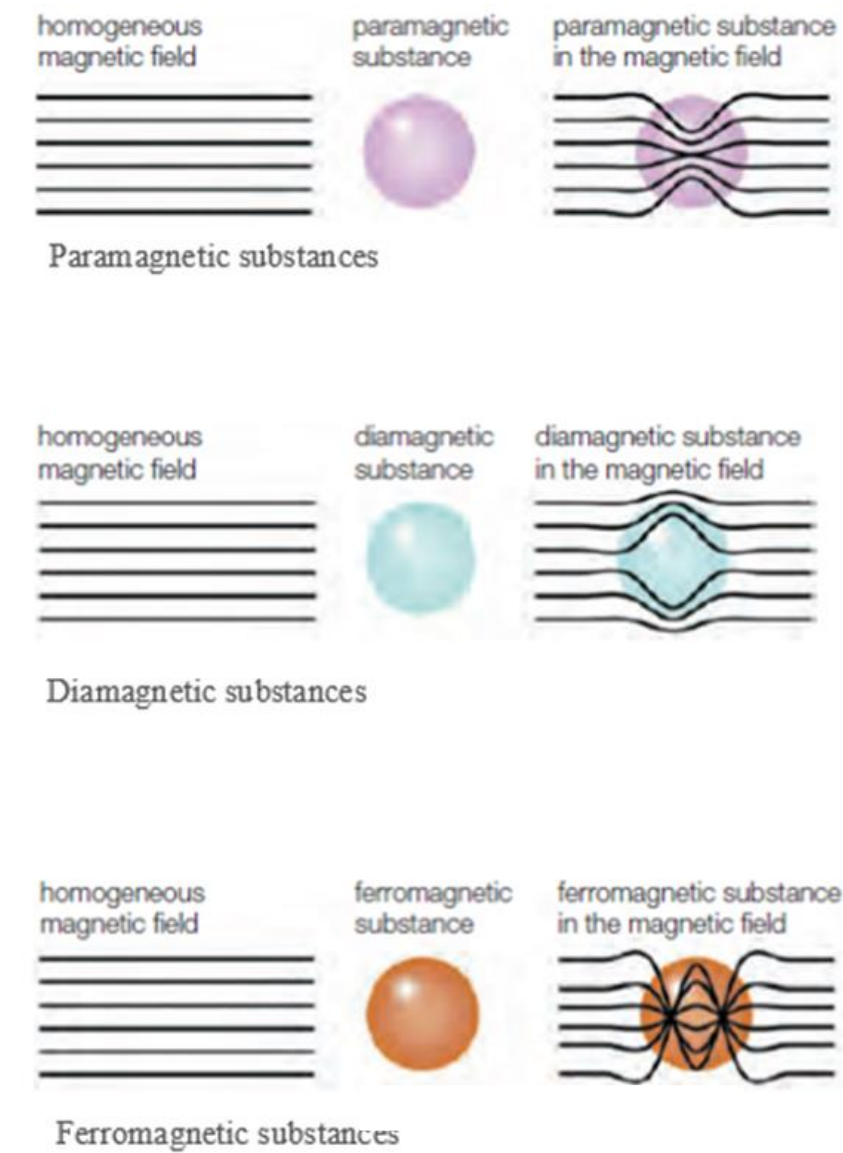 homogeneous
magnetic field
paramagnetic
substance
paramagnetic substance
in the magnetic field
Paramagnetic substances
homogeneous
magnetic field
diamagnetic
substance
diamagnetic substance
in the magnetic field
Diamagnetic substances
homogeneous
magnetic field
ferromagnetic
substance
ferromagnetic substance
in the magnetic field
Ferromagnetic substances